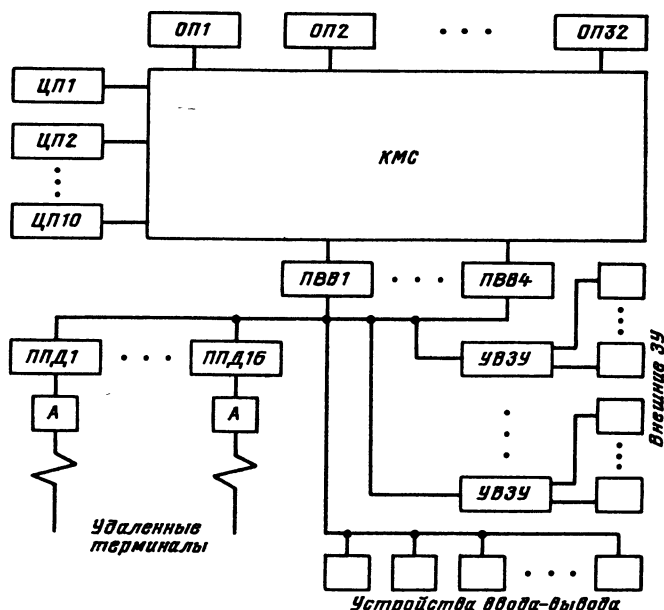 ОП1 ОП2 . . . ОП32
ЦП1
ЦП2
ЦП10
КМС
ПВВ1 . . . ПВВ4
ППД1 . . . ППД16
УВЗУ
А
А
УВЗУ
Внешние ЗУ
Удаленные
терминалы
Устройства ввода-вывода